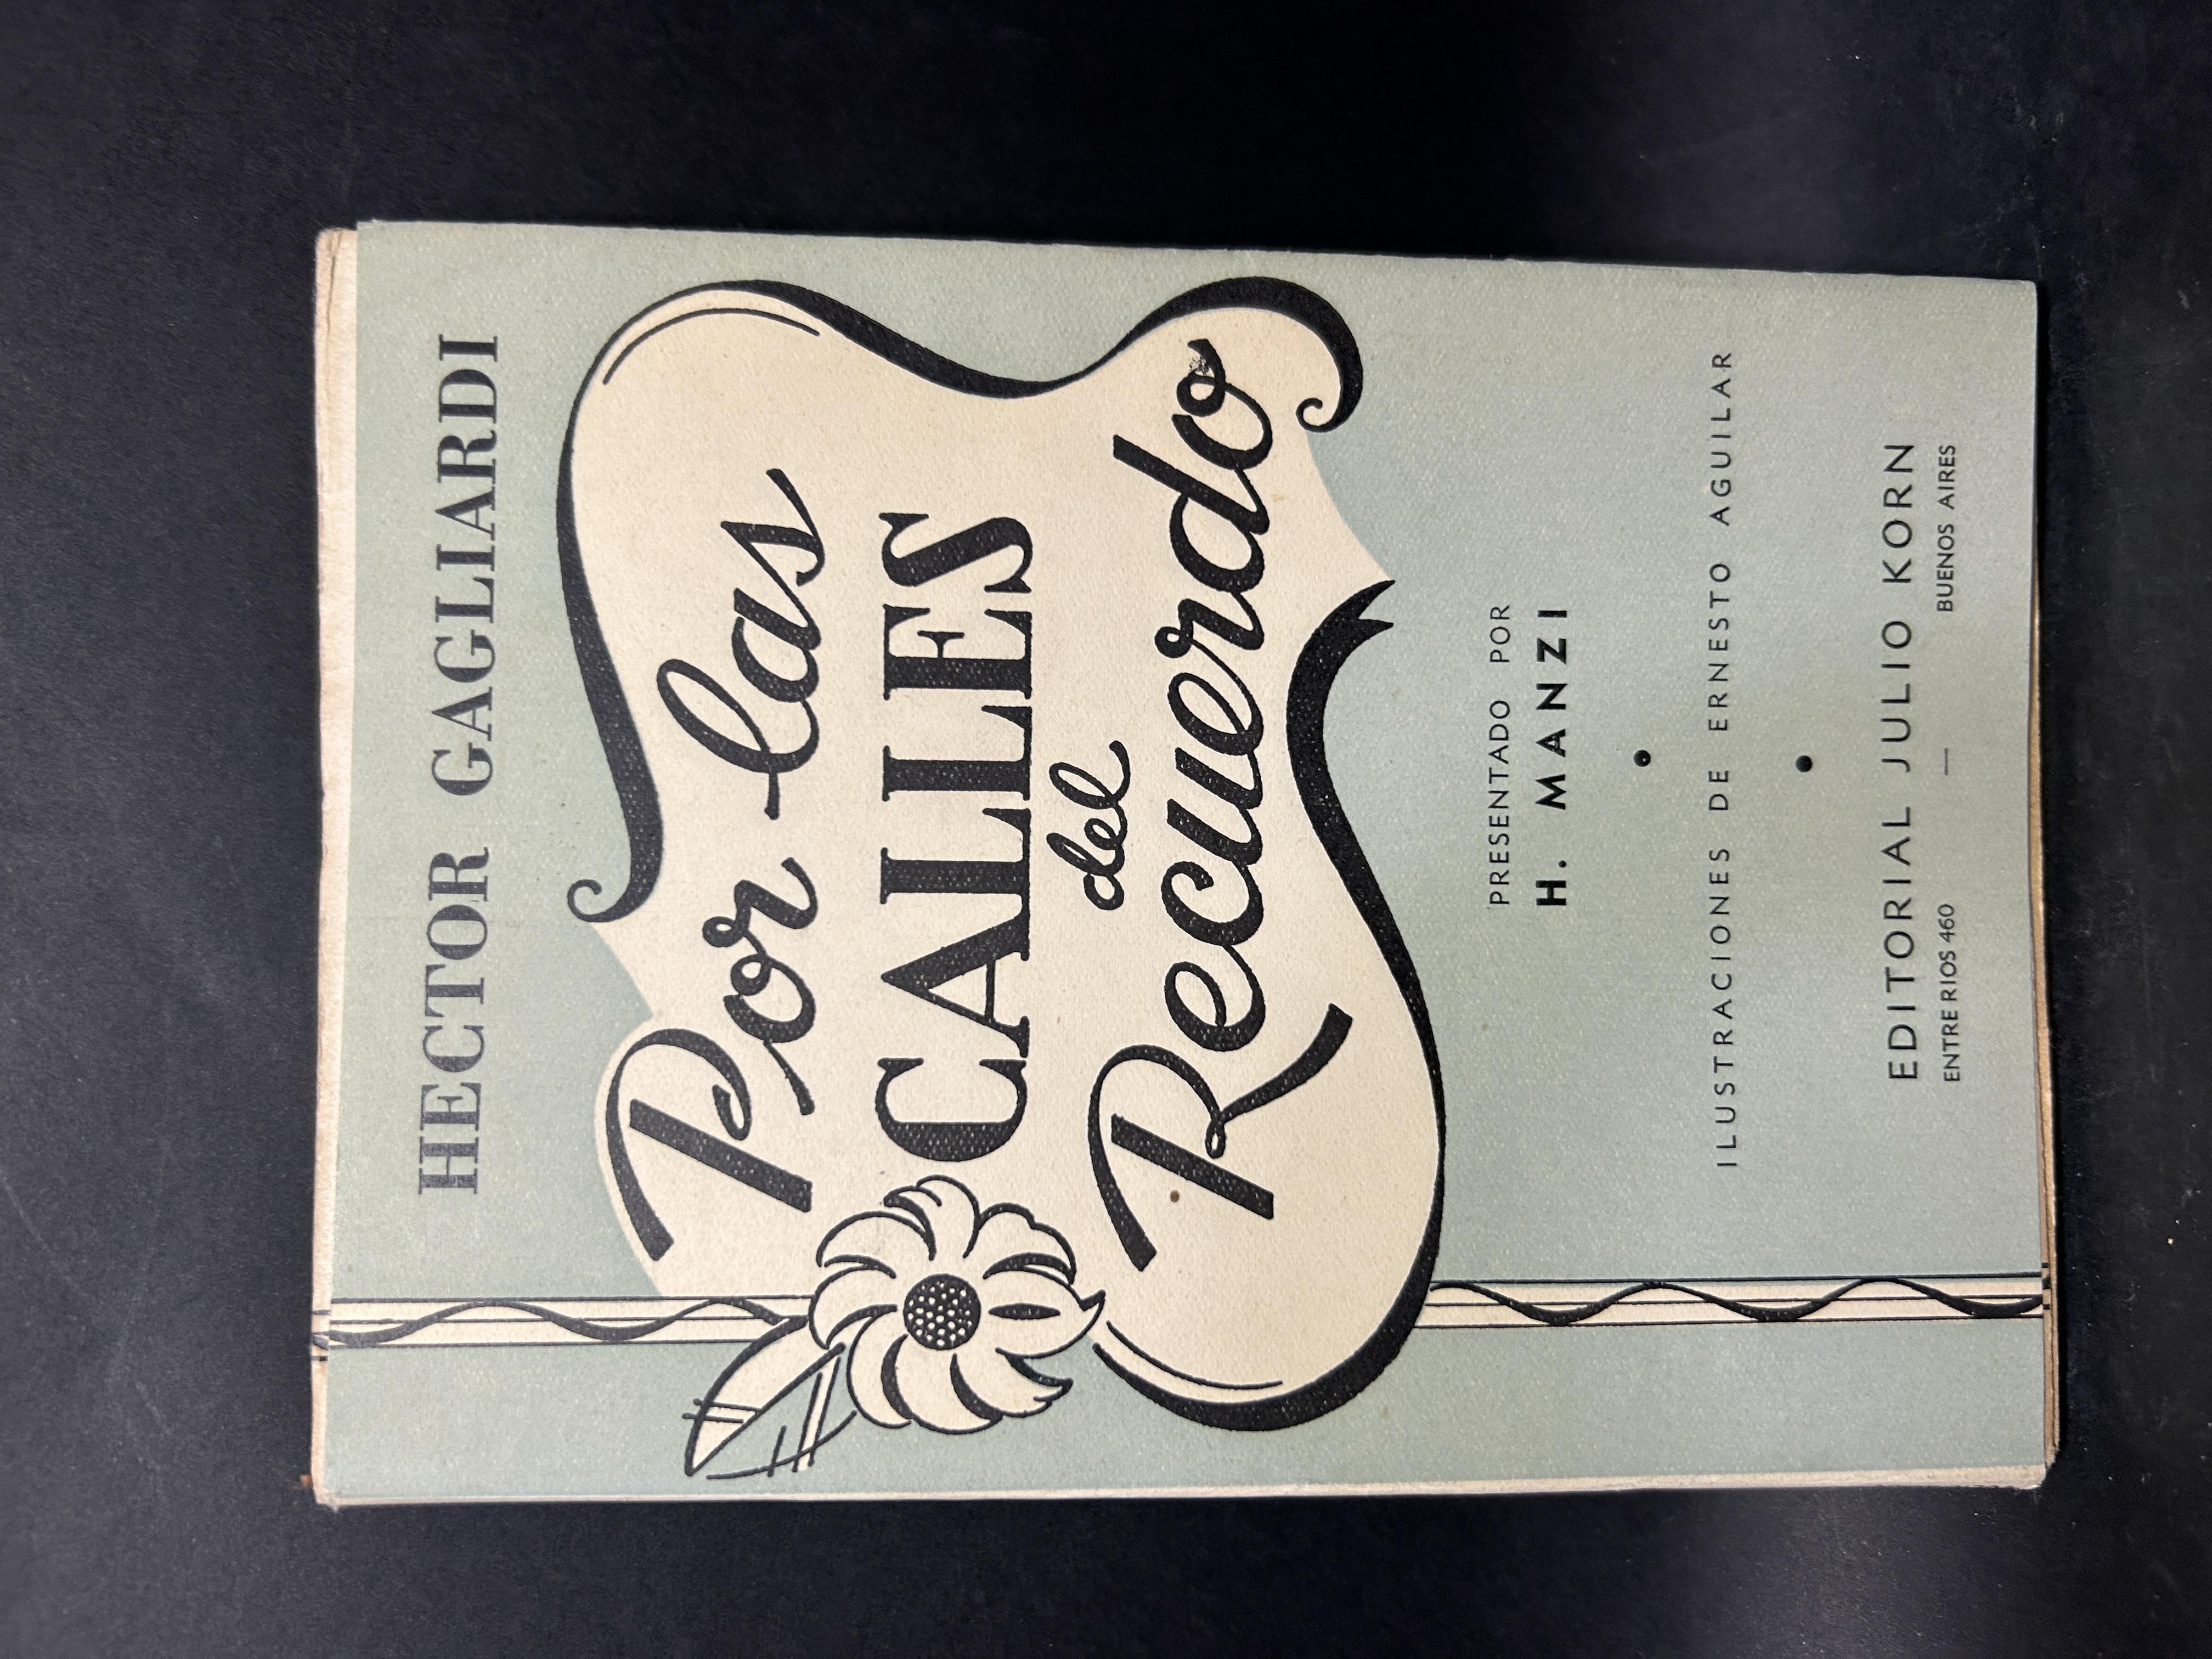 HECTOR GAGLIARDI
Por las
CALLES
del
Recuerdo
PRESENTADO POR
H. MANZI
ILUSTRACIONES DE ERNESTO AGUILAR
EDITORIAL JULIO KORN
ENTRE RIOS 460 — BUENOS AIRES